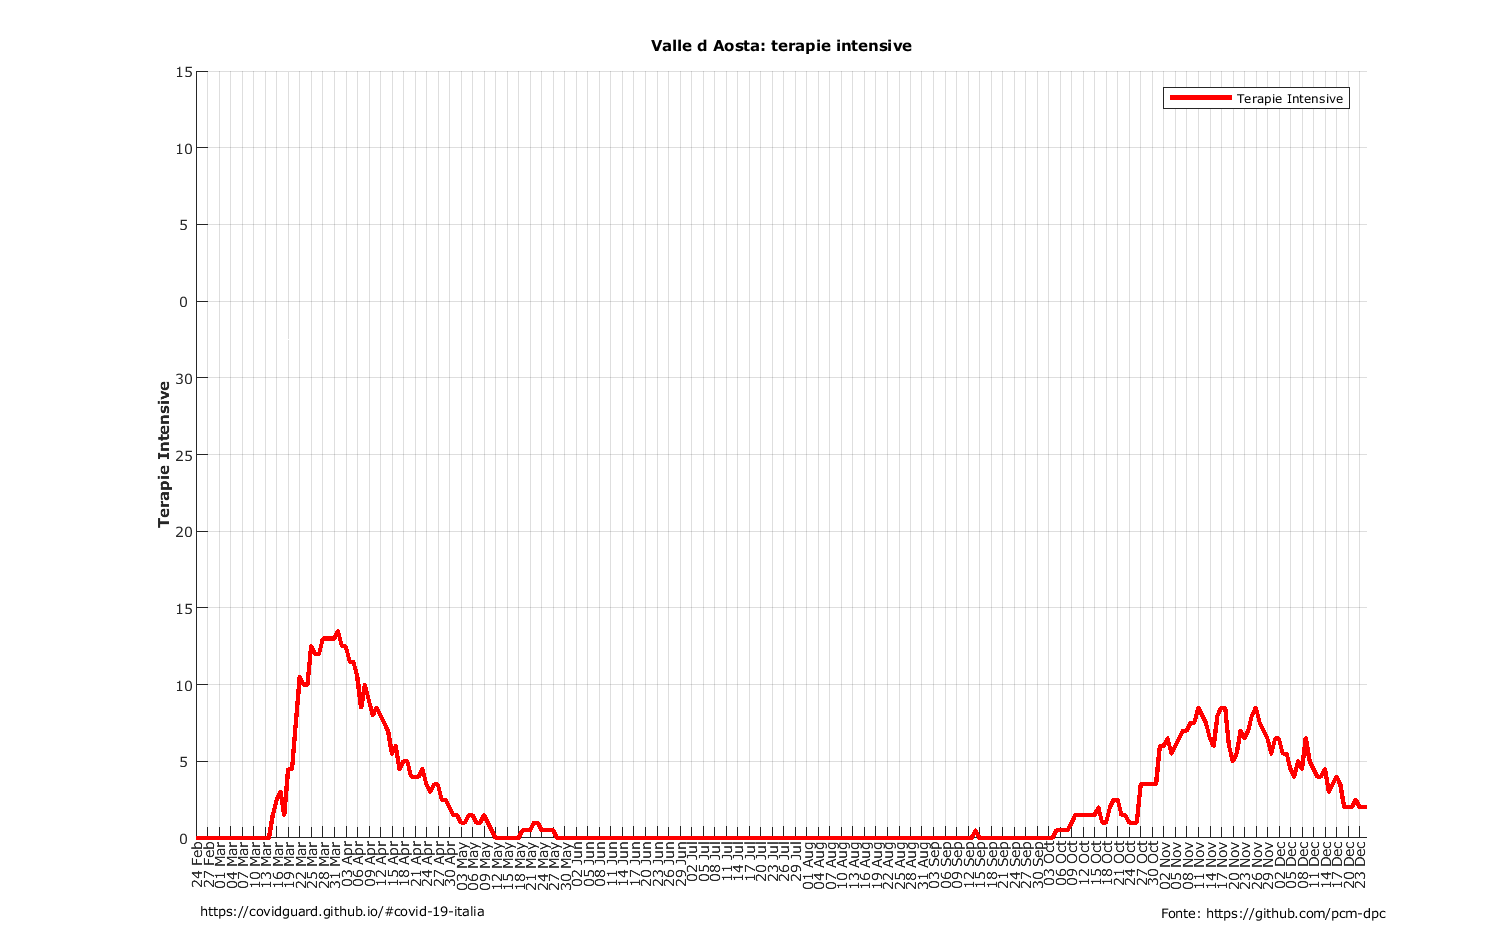 Valle d Aosta: terapie intensive
Terapie Intensive
15
10
5
0
30
25
20
15
10
5
0
Terapie Intensive
24 Feb
27 Feb
01 Mar
04 Mar
07 Mar
10 Mar
13 Mar
16 Mar
19 Mar
22 Mar
25 Mar
28 Mar
31 Mar
03 Apr
06 Apr
09 Apr
12 Apr
15 Apr
18 Apr
21 Apr
24 Apr
27 Apr
30 Apr
03 May
06 May
09 May
12 May
15 May
18 May
21 May
24 May
27 May
30 May
02 Jun
05 Jun
08 Jun
11 Jun
14 Jun
17 Jun
20 Jun
23 Jun
26 Jun
29 Jun
02 Jul
05 Jul
08 Jul
11 Jul
14 Jul
17 Jul
20 Jul
23 Jul
26 Jul
29 Jul
01 Aug
04 Aug
07 Aug
10 Aug
13 Aug
16 Aug
19 Aug
22 Aug
25 Aug
28 Aug
31 Aug
03 Sep
06 Sep
09 Sep
12 Sep
15 Sep
18 Sep
21 Sep
24 Sep
27 Sep
30 Sep
03 Oct
06 Oct
09 Oct
12 Oct
15 Oct
18 Oct
21 Oct
24 Oct
27 Oct
30 Oct
02 Nov
05 Nov
08 Nov
11 Nov
14 Nov
17 Nov
20 Nov
23 Nov
26 Nov
29 Nov
02 Dec
05 Dec
08 Dec
11 Dec
14 Dec
17 Dec
20 Dec
23 Dec
https://covidguard.github.io/#covid-19-italia
Fonte: https://github.com/pcm-dpc